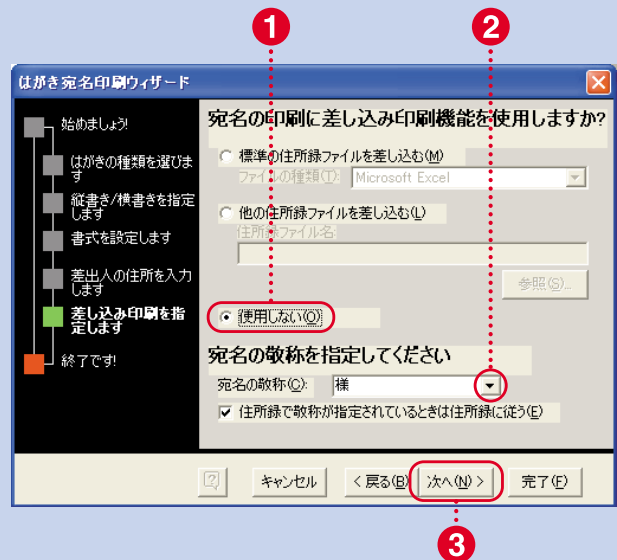 1
2
はがき宛名印刷ウィザード
始めましょう!
はがきの種類を選びま
す
縦書き/横書きを指定
します
書式を設定します
差出人の住所を入力
します
差し込み印刷を指
定します
終了です!
宛名の印刷に差し込み印刷機能を使用しますか?
標準の住所録ファイルを差し込む(M)
ファイルの種類(T): Microsoft Excel
他の住所録ファイルを差し込む(L)
住所録ファイル名:
参照(S)...
使用しない(O)
宛名の敬称を指定してください
宛名の敬称(C): 様
住所録で敬称が指定されているときは住所録に従う(E)
? キャンセル < 戻る(B) 次へ(N) > 完了(F)
3